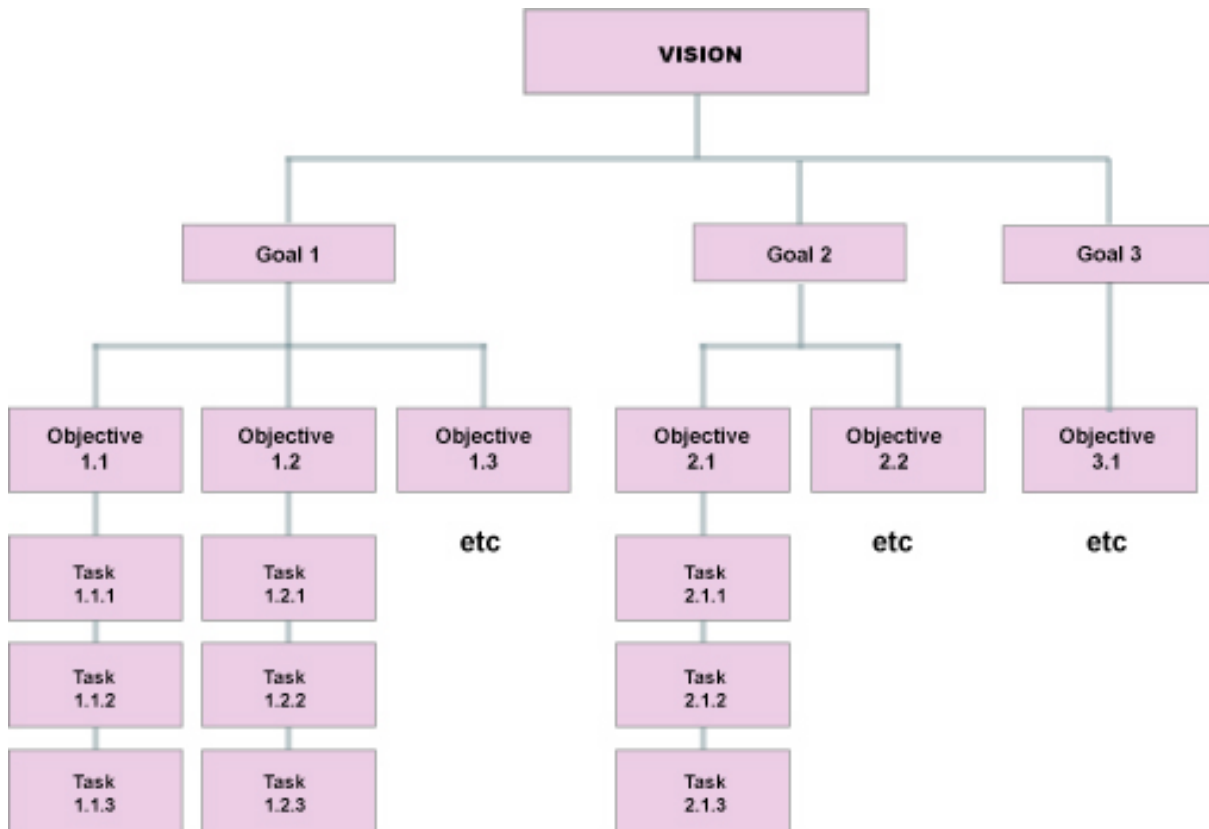 VISION
Goal 1
Goal 2
Goal 3
Objective
1.1
Objective
1.2
Objective
1.3
Objective
2.1
Objective
2.2
Objective
3.1
etc
etc
etc
Task
1.1.1
Task
1.2.1
Task
2.1.1
Task
1.1.2
Task
1.2.2
Task
2.1.2
Task
1.1.3
Task
1.2.3
Task
2.1.3